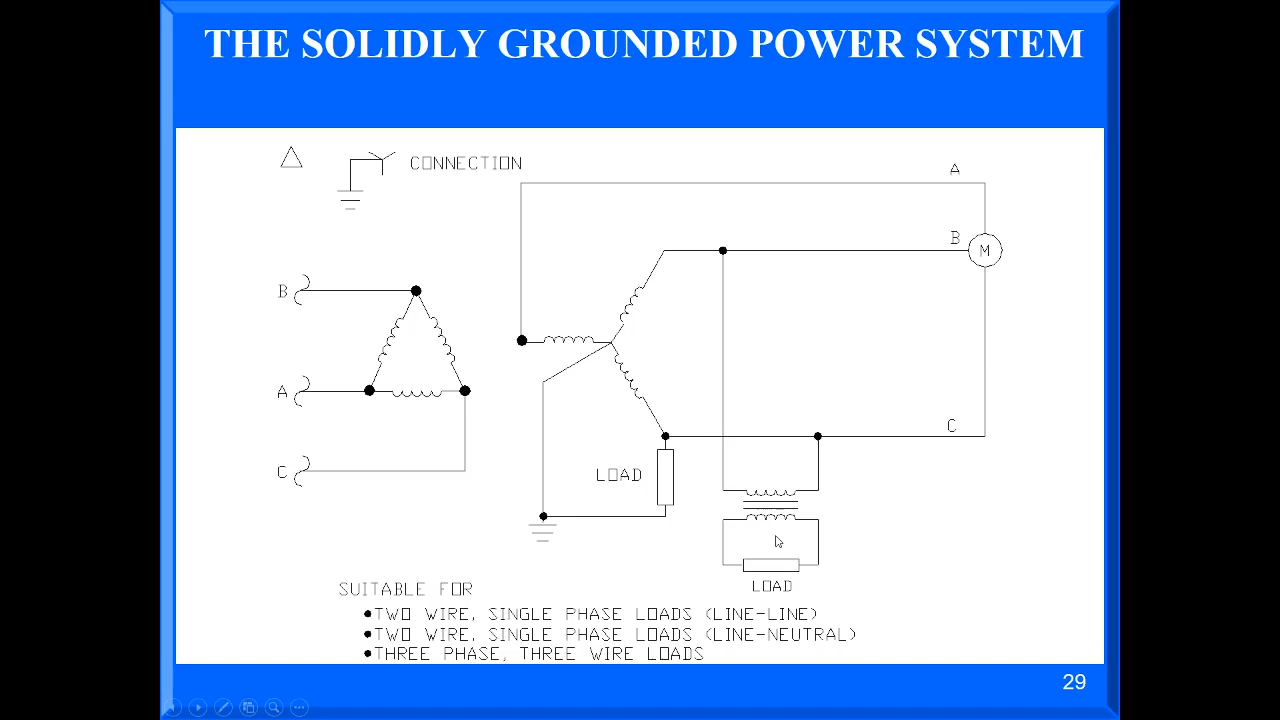 THE SOLIDLY GROUNDED POWER SYSTEM
CONNECTION
A
B
M
B
A
C
C
LOAD
LOAD
SUITABLE FOR
•TWO WIRE, SINGLE PHASE LOADS (LINE-LINE)
•TWO WIRE, SINGLE PHASE LOADS (LINE-NEUTRAL)
•THREE PHASE, THREE WIRE LOADS
29